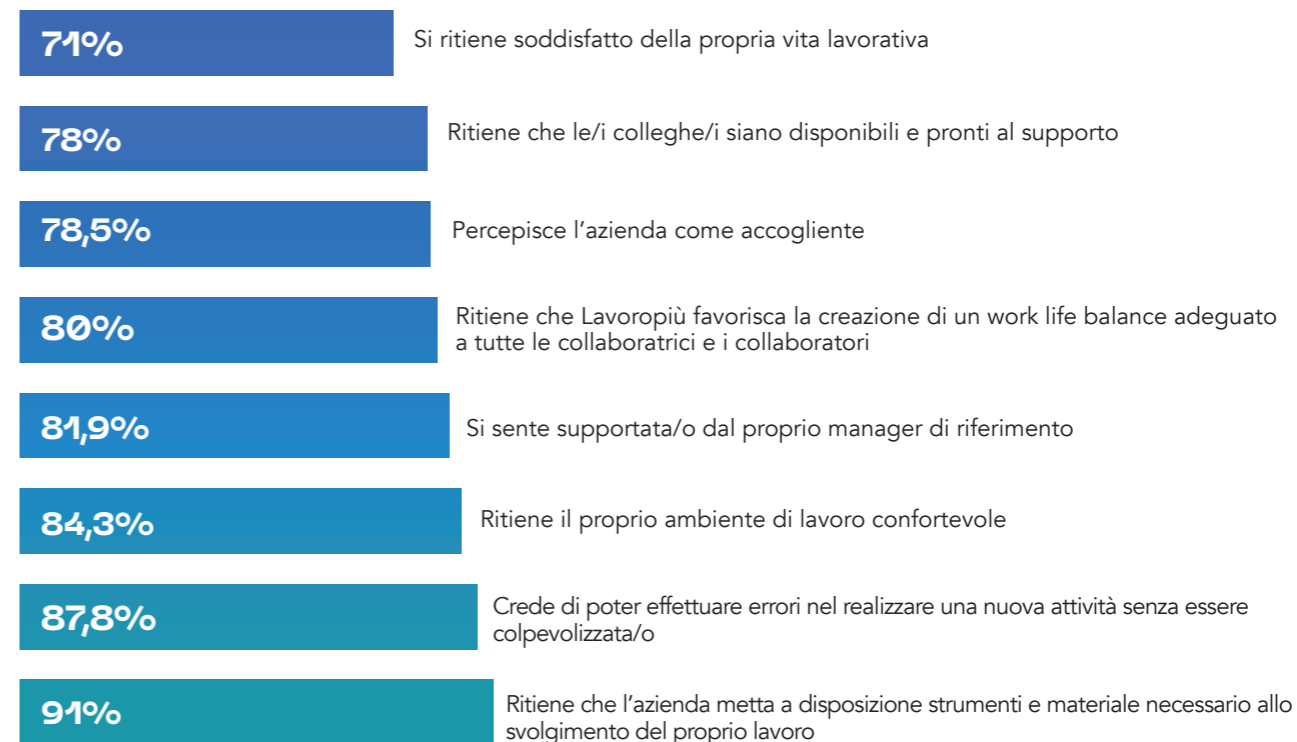 71%
Si ritiene soddisfatto della propria vita lavorativa
78%
Ritiene che le/i colleghe/i siano disponibili e pronti al supporto
78,5%
Percepisce l’azienda come accogliente
80%
Ritiene che Lavoropiù favorisca la creazione di un work life balance adeguato
a tutte le collaboratrici e i collaboratori
81,9%
Si sente supportata/o dal proprio manager di riferimento
84,3%
Ritiene il proprio ambiente di lavoro confortevole
87,8%
Crede di poter effettuare errori nel realizzare una nuova attività senza essere
colpevolizzata/o
91%
Ritiene che l’azienda metta a disposizione strumenti e materiale necessario allo
svolgimento del proprio lavoro